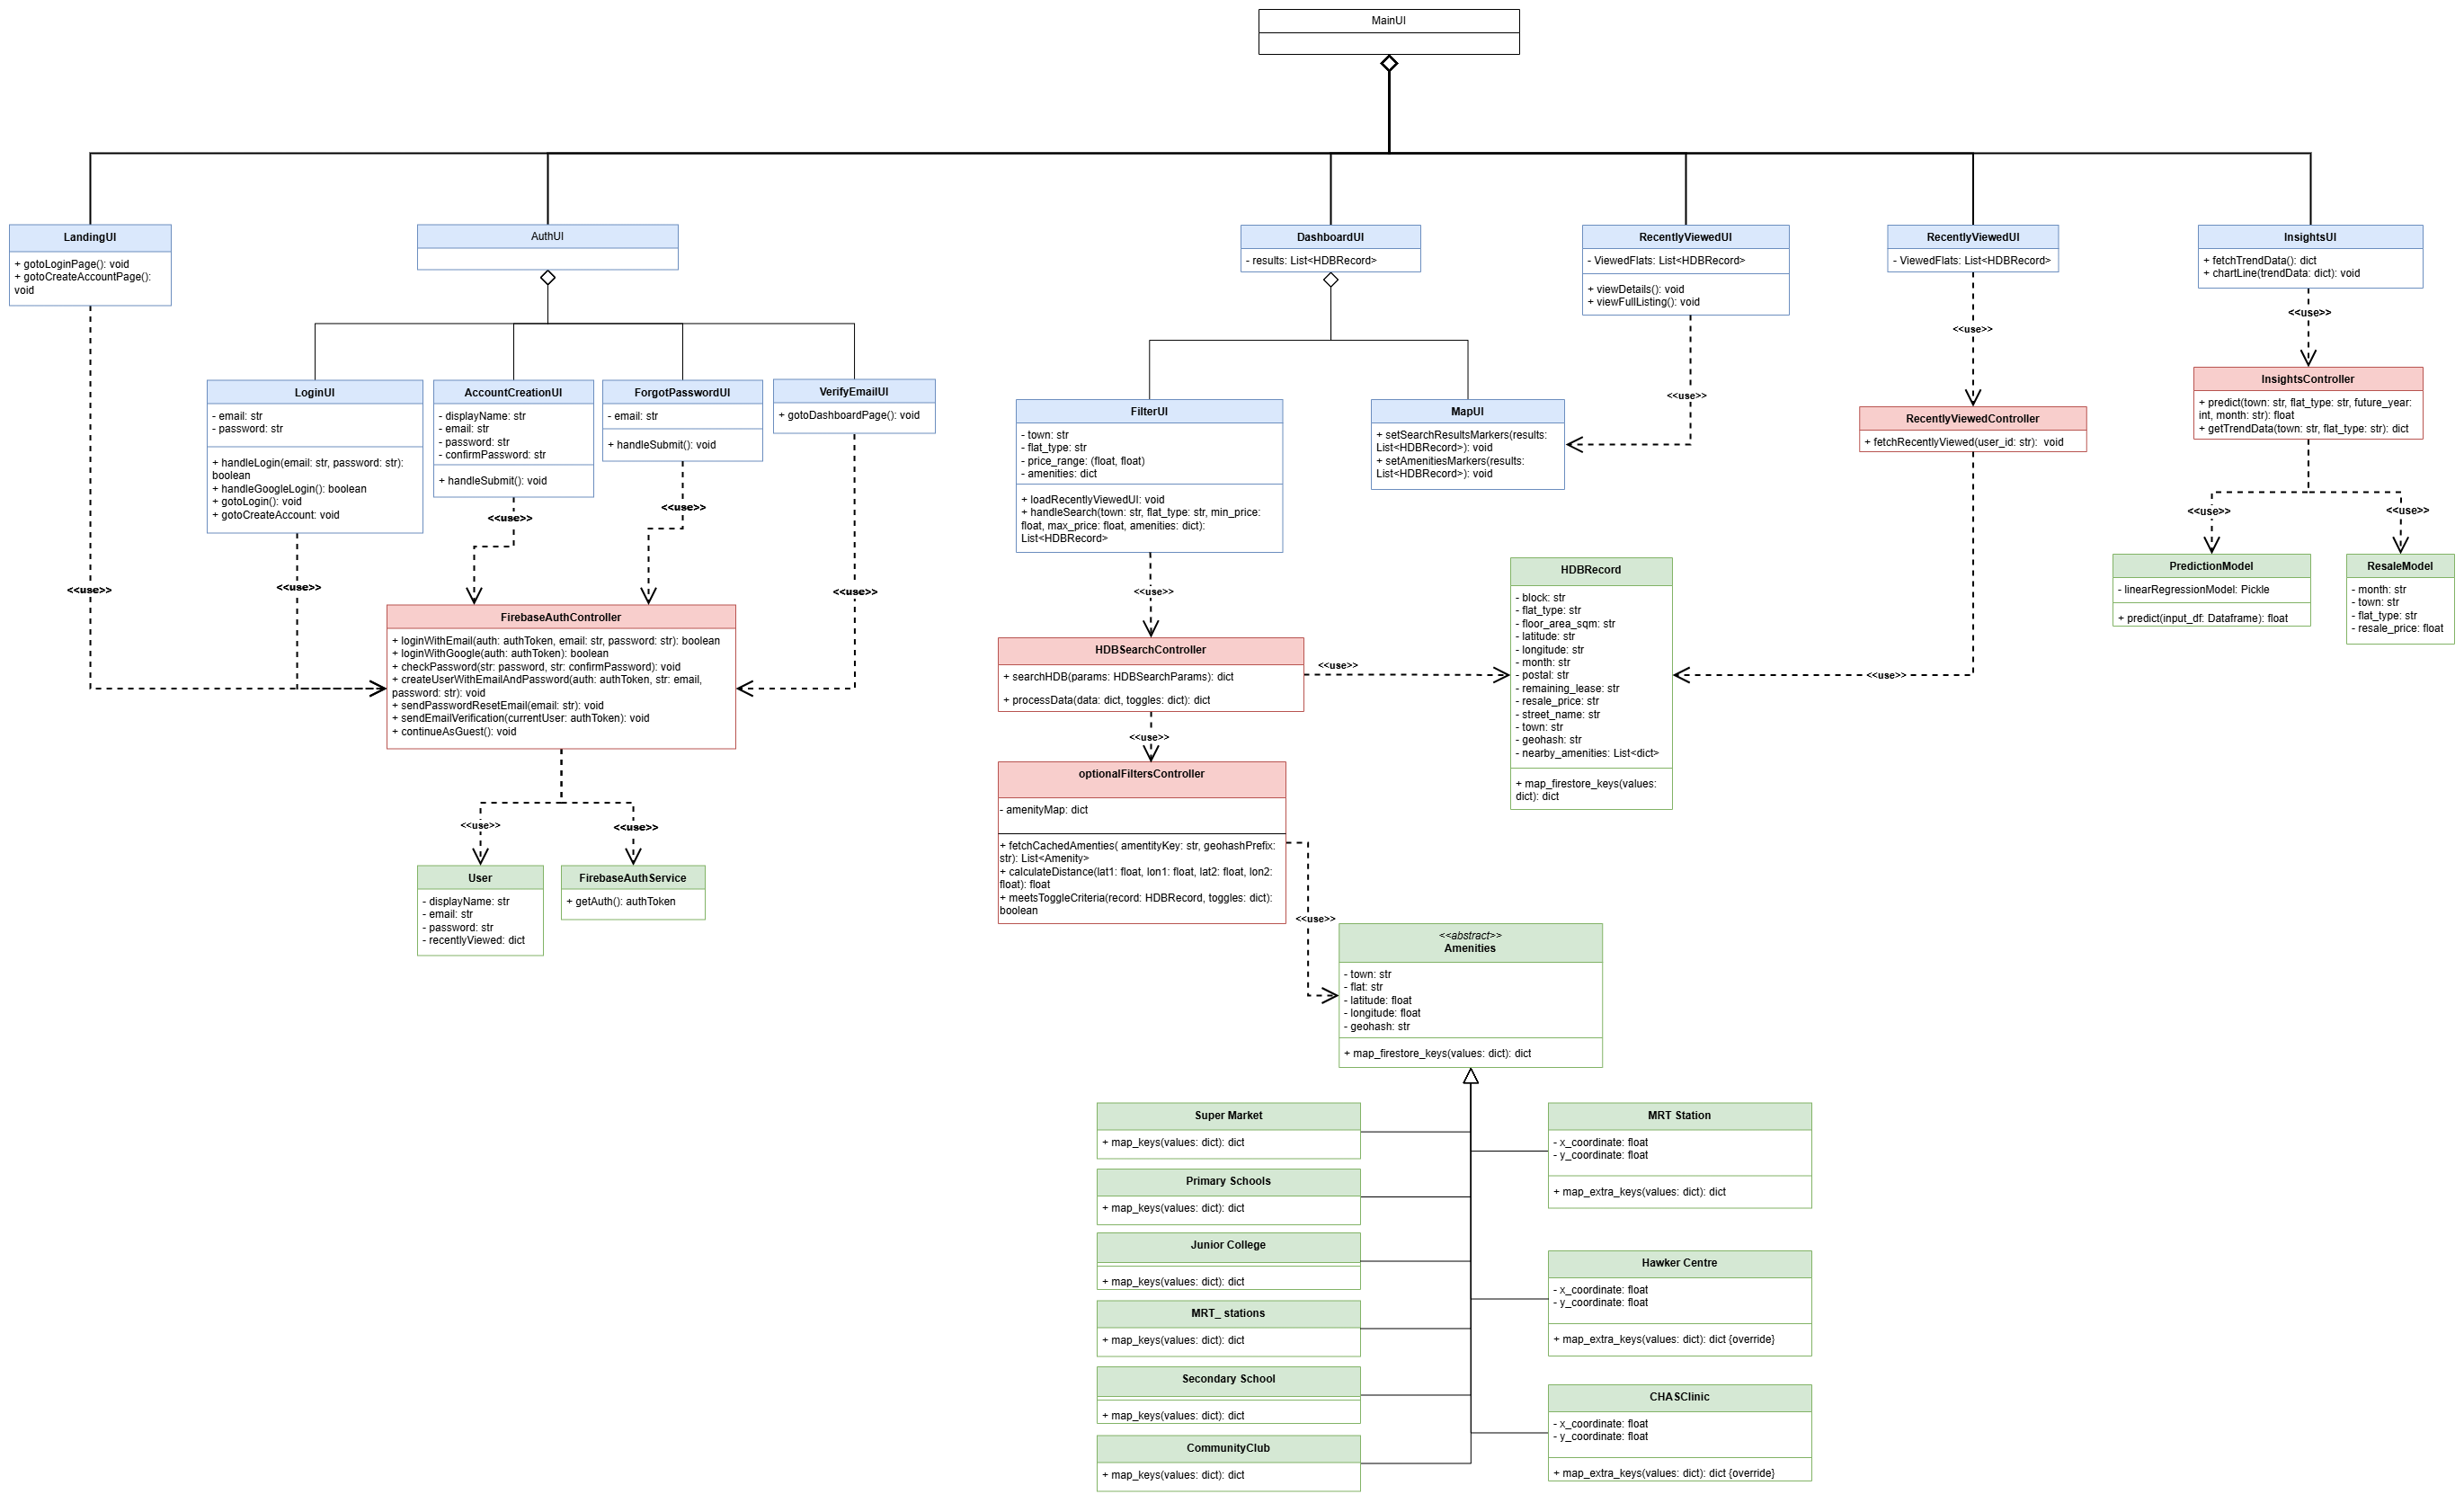 MainUI
LandingUI
+ gotoLoginPage(): void
+ gotoCreateAccountPage():
void
AuthUI
DashboardUI
- results: List<HDBRecord>
RecentlyViewedUI
- ViewedFlats: List<HDBRecord>
+ viewDetails(): void
+ viewFullListing(): void
RecentlyViewedUI
- ViewedFlats: List<HDBRecord>
InsightsUI
+ fetchTrendData(): dict
+ chartLine(trendData: dict): void
<<use>>
<<use>>
<<use>>
LoginUI
- email: str
- password: str
+ handleLogin(email: str, password: str):
boolean
+ handleGoogleLogin(): boolean
+ gotoLogin(): void
+ gotoCreateAccount: void
AccountCreationUI
- displayName: str
- email: str
- password: str
- confirmPassword: str
+ handleSubmit(): void
ForgotPasswordUI
- email: str
+ handleSubmit(): void
VerifyEmailUI
+ gotoDashboardPage(): void
FilterUI
- town: str
- flat_type: str
- price_range: (float, float)
- amenities: dict
+ loadRecentlyViewedUI: void
+ handleSearch(town: str, flat_type: str, min_price:
float, max_price: float, amenities: dict):
List<HDBRecord>
MapUI
+ setSearchResultsMarkers(results:
List<HDBRecord>): void
+ setAmenitiesMarkers(results:
List<HDBRecord>): void
RecentlyViewedController
+ fetchRecentlyViewed(user_id: str):  void
InsightsController
+ predict(town: str, flat_type: str, future_year:
int, month: str): float
+ getTrendData(town: str, flat_type: str): dict
<<use>>
<<use>>
<<use>>
<<use>>
<<use>>
<<use>>
<<use>>
<<use>>
FirebaseAuthController
+ loginWithEmail(auth: authToken, email: str, password: str): boolean
+ loginWithGoogle(auth: authToken): boolean
+ checkPassword(str: password, str: confirmPassword): void
+ createUserWithEmailAndPassword(auth: authToken, str: email,
password: str): void
+ sendPasswordResetEmail(email: str): void
+ sendEmailVerification(currentUser: authToken): void
+ continueAsGuest(): void
HDBSearchController
+ searchHDB(params: HDBSearchParams): dict
+ processData(data: dict, toggles: dict): dict
<<use>>
HDBRecord
- block: str
- flat_type: str
- floor_area_sqm: str
- latitude: str
- longitude: str
- month: str
- postal: str
- remaining_lease: str
- resale_price: str
- street_name: str
- town: str
- geohash: str
- nearby_amenities: List<dict>
+ map_firestore_keys(values:
dict): dict
<<use>>
PredictionModel
- linearRegressionModel: Pickle
+ predict(input_df: Dataframe): float
ResaleModel
- month: str
- town: str
- flat_type: str
- resale_price: float
<<use>>
optionalFiltersController
- amenityMap: dict
+ fetchCachedAmenties( amentityKey: str, geohashPrefix:
str): List<Amenity>
+ calculateDistance(lat1: float, lon1: float, lat2: float, lon2:
float): float
+ meetsToggleCriteria(record: HDBRecord, toggles: dict):
boolean
<<use>>
<<use>>
<<use>>
User
- displayName: str
- email: str
- password: str
- recentlyViewed: dict
FirebaseAuthService
+ getAuth(): authToken
<<abstract>>
Amenities
- town: str
- flat: str
- latitude: float
- longitude: float
- geohash: str
+ map_firestore_keys(values: dict): dict
Super Market
+ map_keys(values: dict): dict
Primary Schools
+ map_keys(values: dict): dict
Junior College
+ map_keys(values: dict): dict
MRT_ stations
+ map_keys(values: dict): dict
Secondary School
+ map_keys(values: dict): dict
CommunityClub
+ map_keys(values: dict): dict
MRT Station
- x_coordinate: float
- y_coordinate: float
+ map_extra_keys(values: dict): dict
Hawker Centre
- x_coordinate: float
- y_coordinate: float
+ map_extra_keys(values: dict): dict {override}
CHASClinic
- x_coordinate: float
- y_coordinate: float
+ map_extra_keys(values: dict): dict {override}